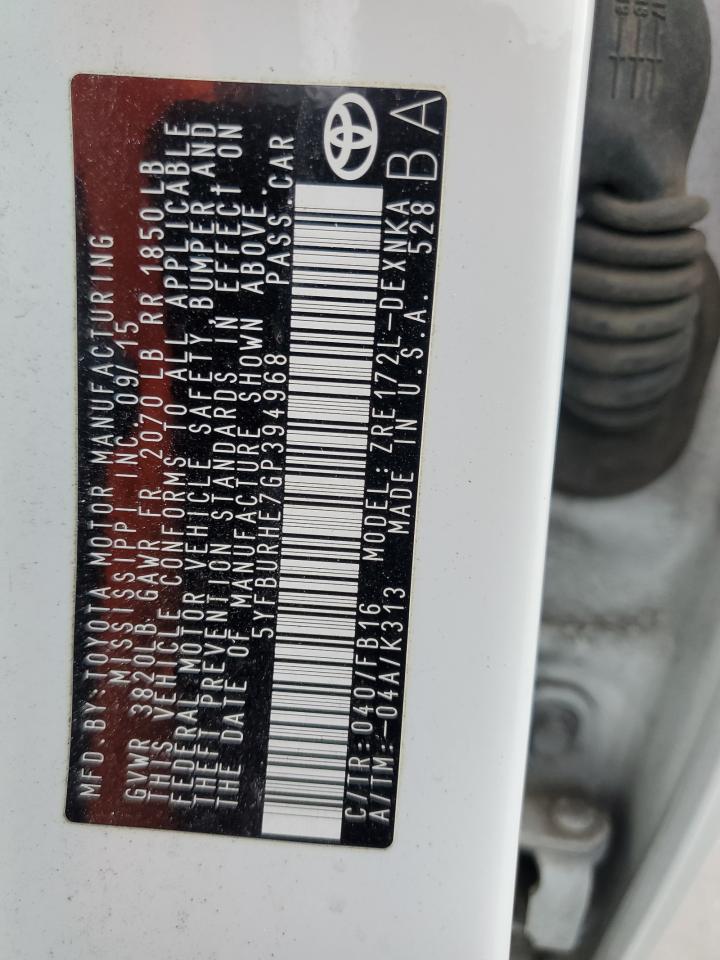 MFD.BY:TOYOTA MOTOR MANUFACTURING
MISSISSIPPI INC. 09/15
GVWR 3820LB GAWR FR 2070 LB RR 1850 LB
THIS VEHICLE CONFORMS TO ALL APPLICABLE
FEDERAL MOTOR VEHICLE SAFETY, BUMPER AND
THEFT PREVENTION STANDARDS IN EFFECT ON
THE DATE OF MANUFACTURE SHOWN ABOVE.
5YFBURHE7GP394968 PASS.CAR
C/TR:040/FB16 MODEL:ZRE172L-DEXNKA
A/TM:-04A/K313 MADE IN U.S.A. 528
BA